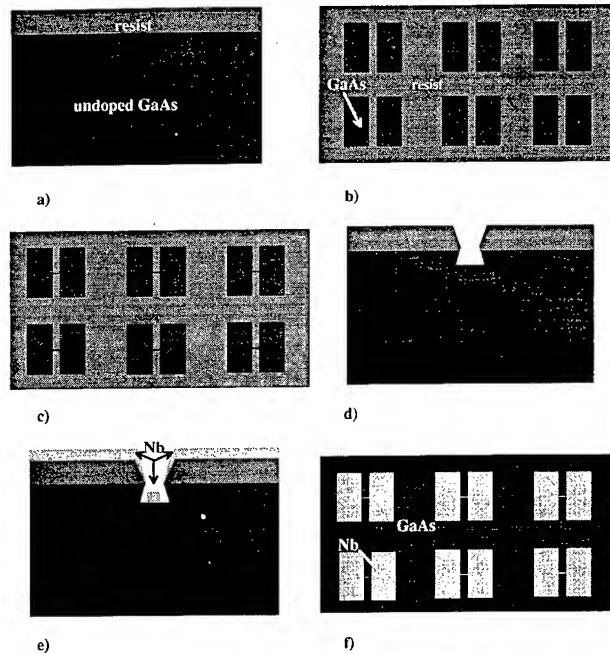 resist
undoped GaAs
GaAs
resist
a)
b)
c)
d)
Nb
GaAs
Nb
e)
f)